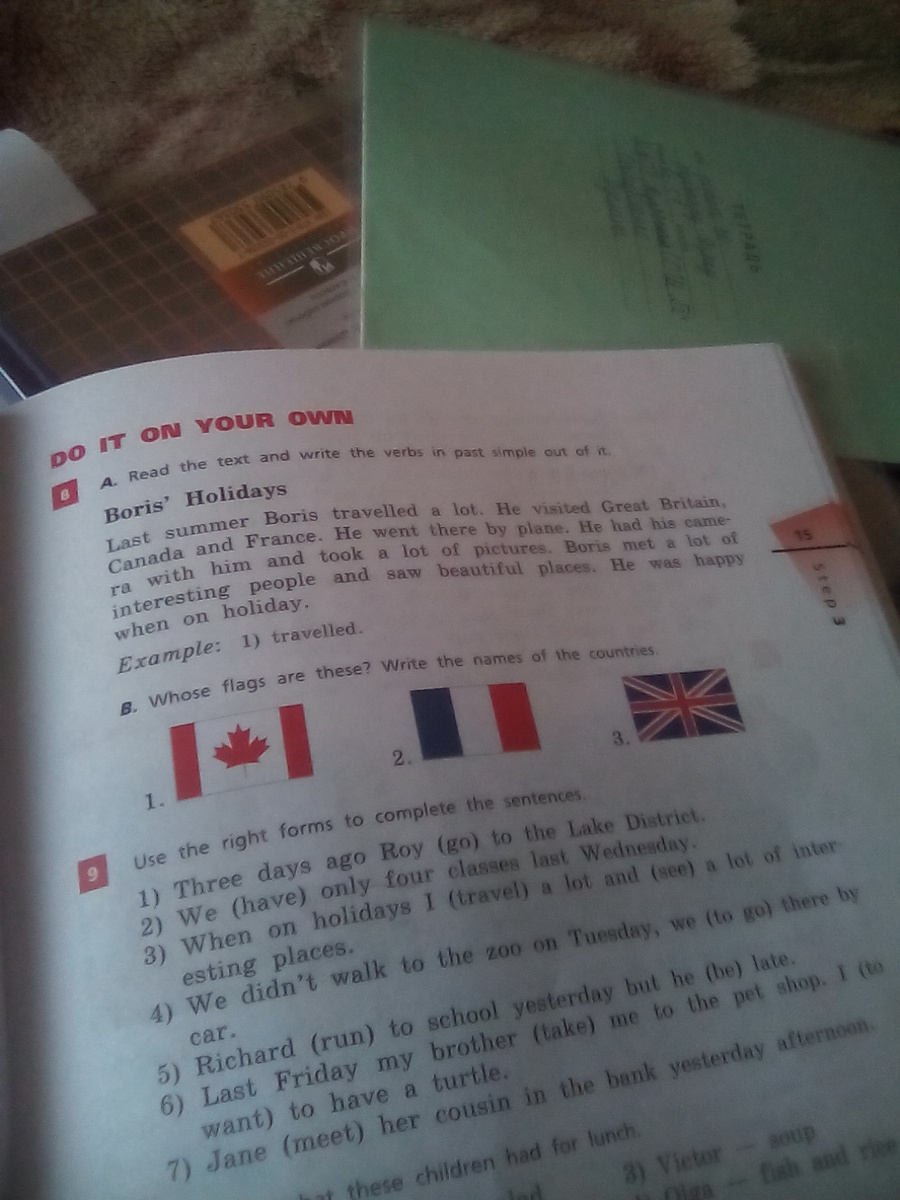 ТЕТРАДЬ
DO IT ON YOUR OWN
8 A. Read the text and write the verbs in past simple out of it.
Boris' Holidays
Last summer Boris travelled a lot. He visited Great Britain,
Canada and France. He went there by plane. He had his came-
ra with him and took a lot of pictures. Boris met a lot of
interesting people and saw beautiful places. He was happy
when on holiday.
Example: 1) travelled.
15
Step 3
B. Whose flags are these? Write the names of the countries.
1. 2. 3.
9 Use the right forms to complete the sentences.
1) Three days ago Roy (go) to the Lake District.
2) We (have) only four classes last Wednesday.
3) When on holidays I (travel) a lot and (see) a lot of inter-
esting places.
4) We didn't walk to the zoo on Tuesday, we (to go) there by
car.
5) Richard (run) to school yesterday but he (be) late.
6) Last Friday my brother (take) me to the pet shop. I (to
want) to have a turtle.
7) Jane (meet) her cousin in the bank yesterday afternoon.
these children had for lunch.
3) Victor — soup
Olga — fish and rice